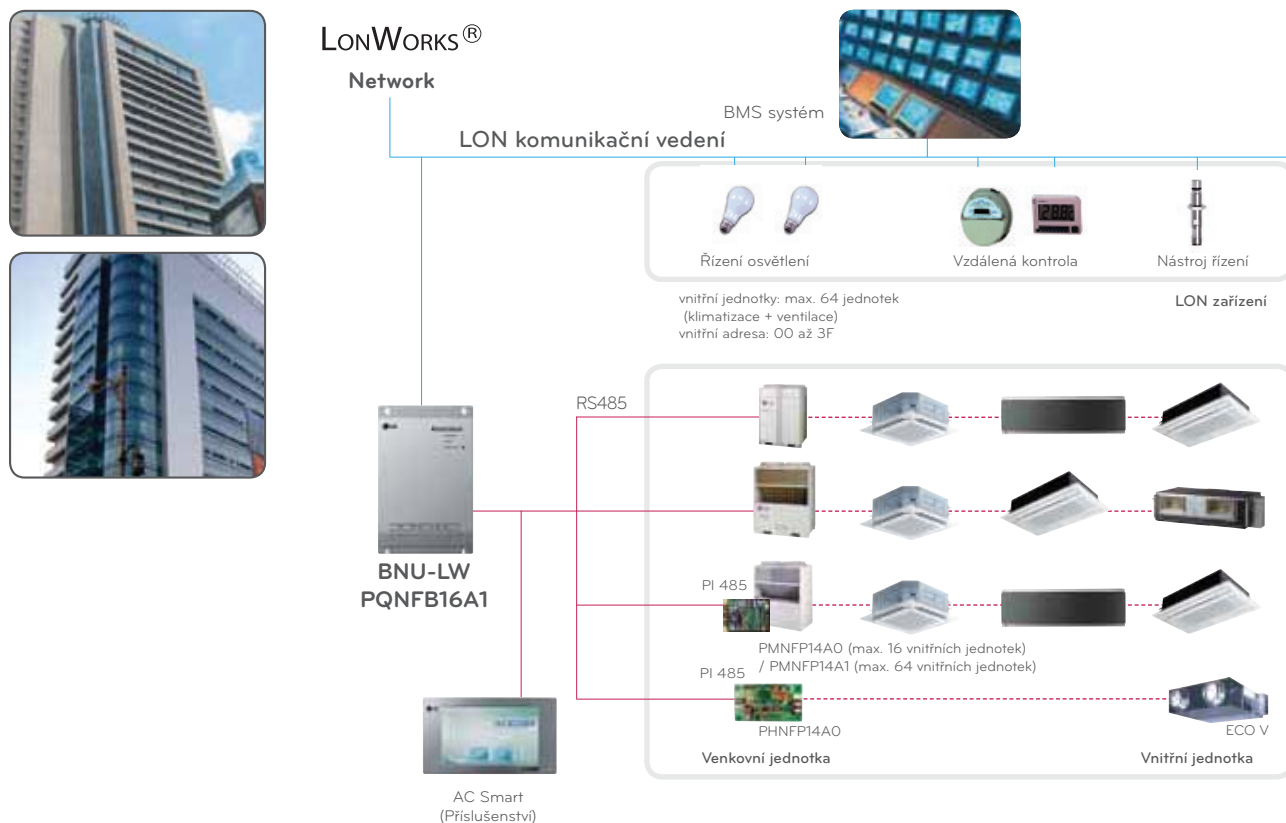 LonWorks®
Network
BMS systém
LON komunikační vedení
Řízení osvětlení
Vzdálená kontrola
Nástroj řízení
vnitřní jednotky: max. 64 jednotek
(klimatizace + ventilace)
vnitřní adresa: 00 až 3F
LON zařízení
RS485
BNU-LW
PQNFB16A1
PI 485
PMNFP14A0 (max. 16 vnitřních jednotek)
/ PMNFP14A1 (max. 64 vnitřních jednotek)
PI 485
PHNFP14A0
ECO V
Venkovní jednotka
Vnitřní jednotka
AC Smart
(Příslušenství)